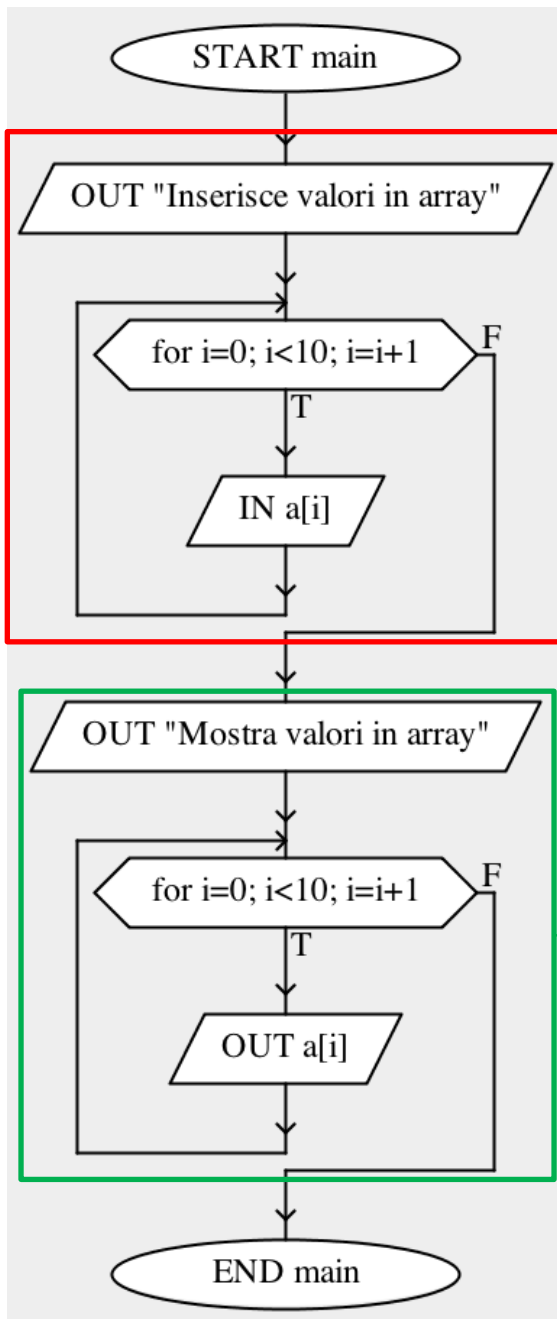 START main
OUT "Inserisce valori in array"
for i=0; i<10; i=i+1
F
T
IN a[i]
OUT "Mostra valori in array"
for i=0; i<10; i=i+1
F
T
OUT a[i]
END main